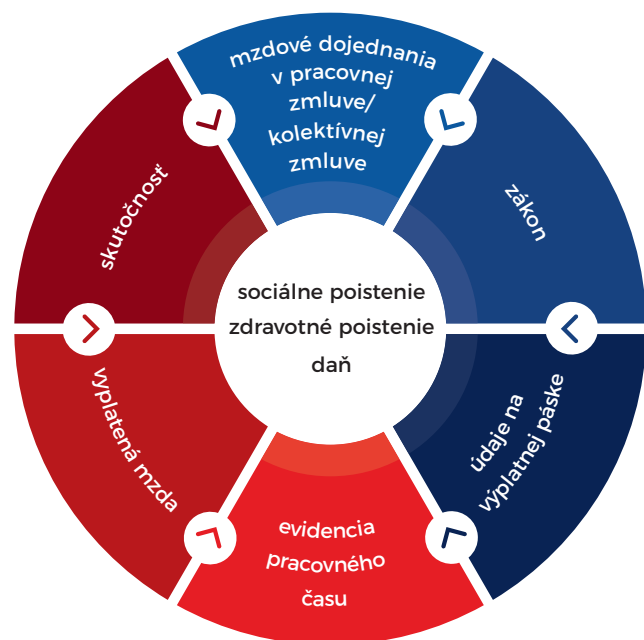 mzdové dojednania
v pracovnej
zmluve/
kolektívnej
zmluve
zákon
údaje na
výplatnej páske
evidencia
pracovného
času
vyplatená mzda
skutočnosť
sociálne poistenie
zdravotné poistenie
daň